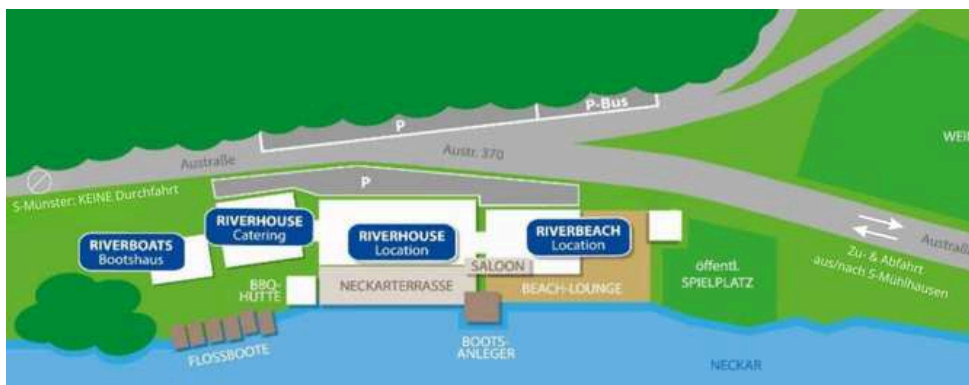 P
P-Bus
Austraße
Austr. 370
S-Münster: KEINE Durchfahrt
P
RIVERBOATS
Bootshaus
RIVERHOUSE
Catering
RIVERHOUSE
Location
RIVERBEACH
Location
SALOON
BBQ-
HÜTTE
NECKARTERRASSE
BEACH-LOUNGE
öffentl.
SPIELPLATZ
Zu- & Abfahrt
aus/nach S-Mühlhausen
Austraße
WEIN
FLOSSBOOTE
BOOTS-
ANLEGER
NECKAR